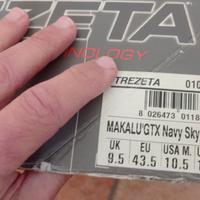 ZETA
TECHNOLOGY
TREZETA 010
8 026473 0118
MAKALU GTX Navy Sky
UK EU USA M.
9.5 43.5 10.5